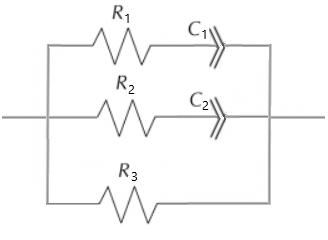 R₁ C₁
R₂ C₂
R₃